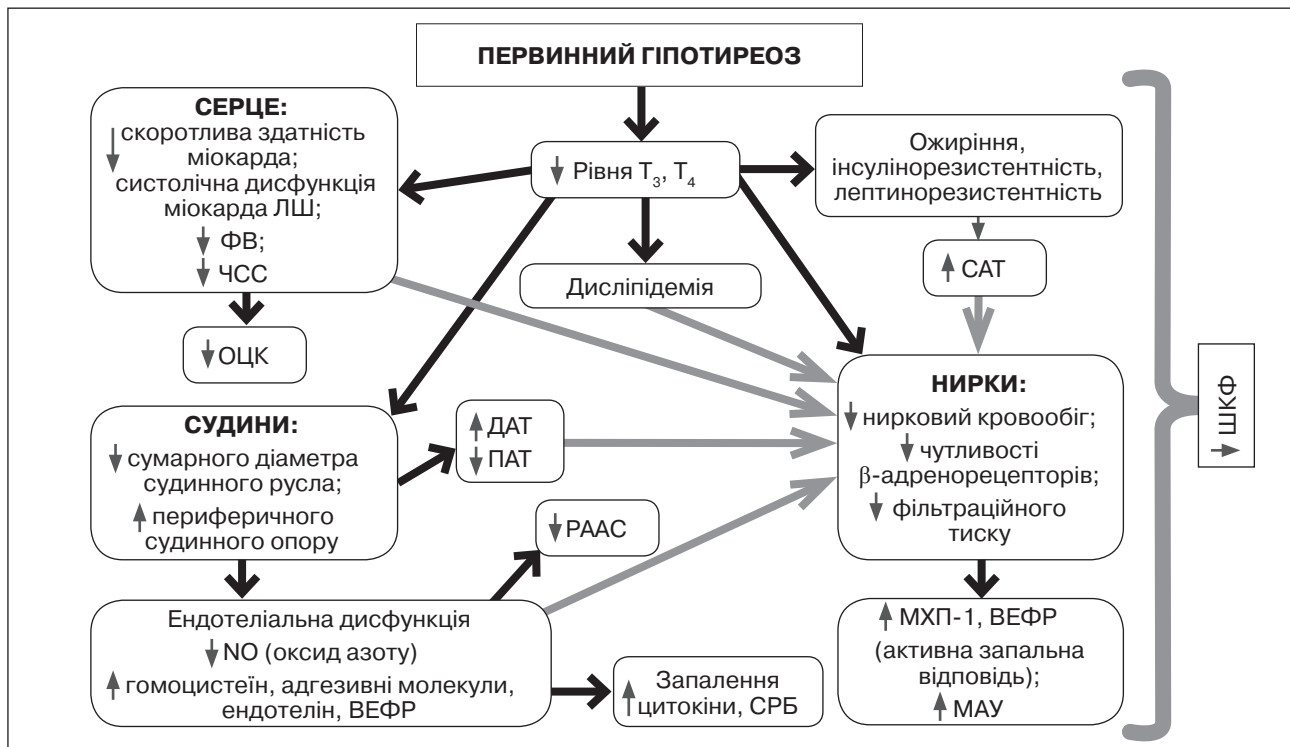 ПЕРВИННИЙ ГІПОТИРЕОЗ
СЕРЦЕ:
↓ скоротлива здатність
міокарда;
систолічна дисфункція
міокарда ЛШ;
↓ ФВ;
↓ ЧСС
↓ Рівня Т₃, Т₄
Ожиріння,
інсулінорезистентність,
лептинорезистентність
↑ САТ
Дисліпідемія
↓ ОЦК
СУДИНИ:
↓ сумарного діаметра
судинного русла;
↑ периферичного
судинного опору
↑ ДАТ
↓ ПАТ
↓ РААС
НИРКИ:
↓ нирковий кровообіг;
↓ чутливості
β-адренорецепторів;
↓ фільтраційного
тиску
↓ ШКФ
Ендотеліальна дисфункція
↓ NO (оксид азоту)
↑ гомоцистеїн, адгезивні молекули,
ендотелін, ВЕФР
Запалення
↑ цитокіни, СРБ
↑ МХП-1, ВЕФР
(активна запальна
відповідь);
↑ МАУ